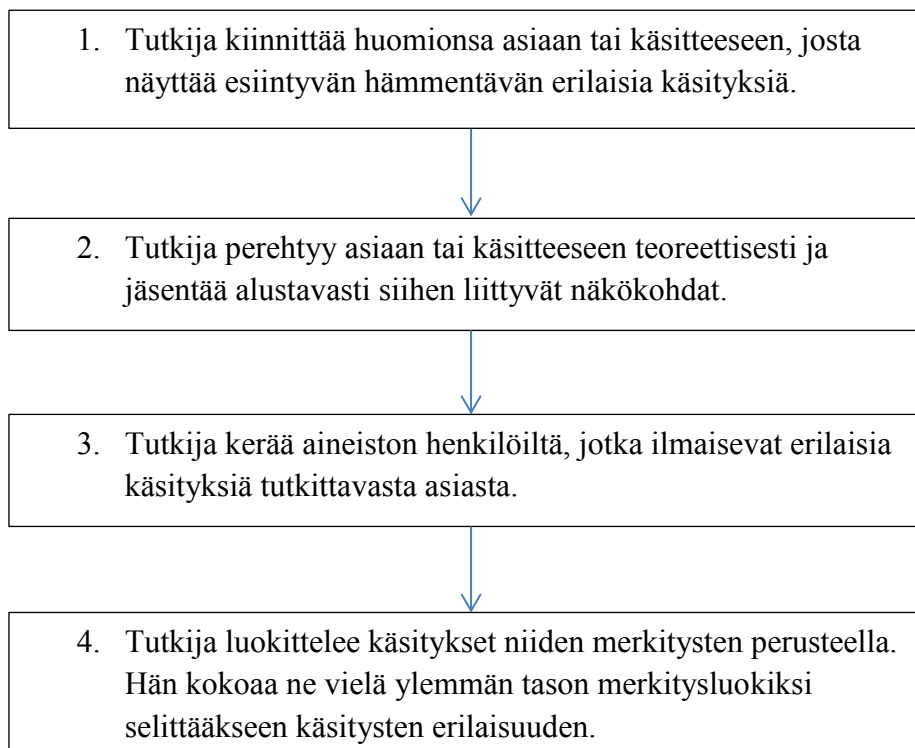 1. Tutkija kiinnittää huomionsa asiaan tai käsitteeseen, josta
näyttää esiintyvän hämmentävän erilaisia käsityksiä.
2. Tutkija perehtyy asiaan tai käsitteeseen teoreettisesti ja
jäsentää alustavasti siihen liittyvät näkökohdat.
3. Tutkija kerää aineiston henkilöiltä, jotka ilmaisevat erilaisia
käsityksiä tutkittavasta asiasta.
4. Tutkija luokittelee käsitykset niiden merkitysten perusteella.
Hän kokoaa ne vielä ylemmän tason merkitysluokiksi
selittääkseen käsitysten erilaisuuden.